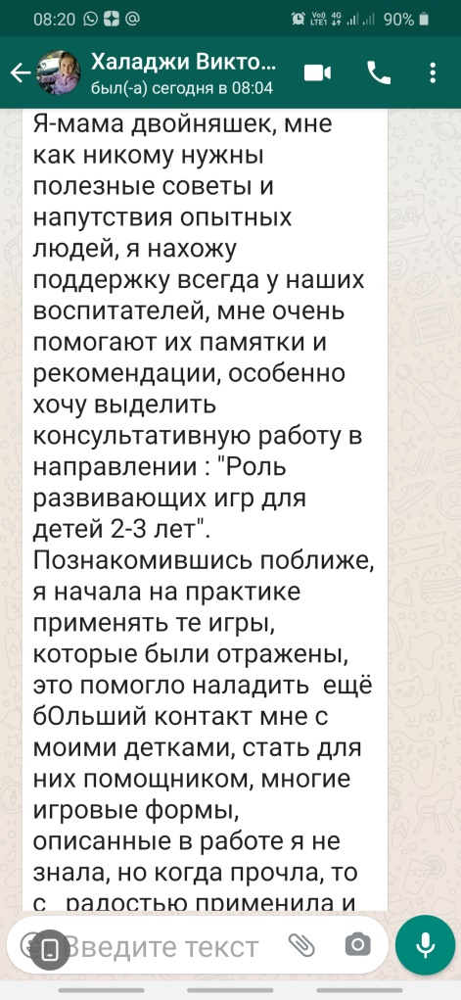 08:20 @ Vo)) LTE1 4G 90%
Халаджи Викто...
был(-а) сегодня в 08:04
Я-мама двойняшек, мне
как никому нужны
полезные советы и
напутствия опытных
людей, я нахожу
поддержку всегда у наших
воспитателей, мне очень
помогают их памятки и
рекомендации, особенно
хочу выделить
консультативную работу в
направлении : "Роль
развивающих игр для
детей 2-3 лет".
Познакомившись поближе,
я начала на практике
применять те игры,
которые были отражены,
это помогло наладить  ещё
бОльший контакт мне с
моими детками, стать для
них помощником, многие
игровые формы,
описанные в работе я не
знала, но когда прочла, то
с   радостью применила и
Введите текст